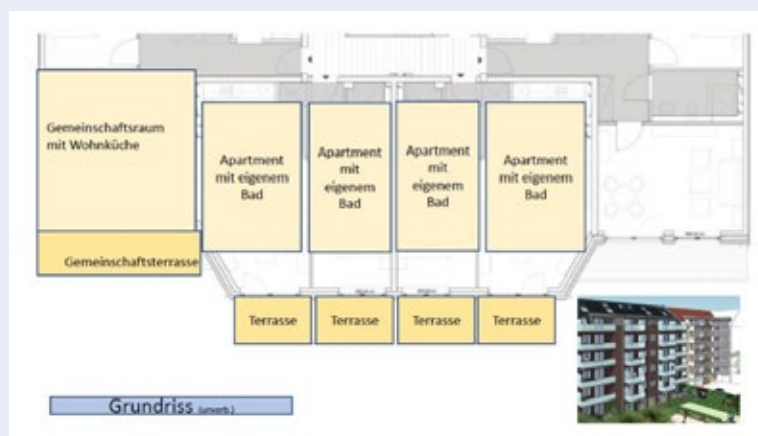 Gemeinschaftsraum
mit Wohnküche
Gemeinschaftsterrasse
Apartment
mit eigenem
Bad
Apartment
mit
eigenem
Bad
Apartment
mit
eigenem
Bad
Apartment
mit eigenem
Bad
Terrasse
Terrasse
Terrasse
Terrasse
Grundriss (unverb.)